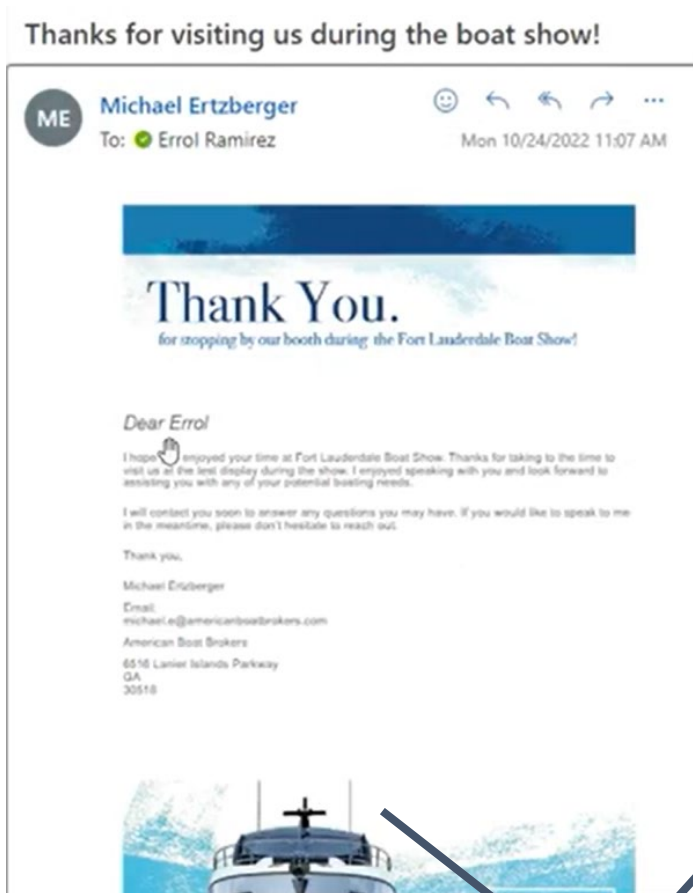 Thanks for visiting us during the boat show!
ME
Michael Ertzberger
To: Errol Ramirez
Mon 10/24/2022 11:07 AM
Thank You.
for stopping by our booth during the Fort Lauderdale Boat Show!
Dear Errol
I hope enjoyed your time at Fort Lauderdale Boat Show. Thanks for taking to the time to
visit us at the test display during the show. I enjoyed speaking with you and look forward to
assisting you with any of your potential boating needs.
I will contact you soon to answer any questions you may have. If you would like to speak to me
in the meantime, please don't hesitate to reach out.
Thank you,
Michael Ertzberger
Email:
michael.e@americanboatbrokers.com
American Boat Brokers
6516 Lanier Islands Parkway
GA
30518